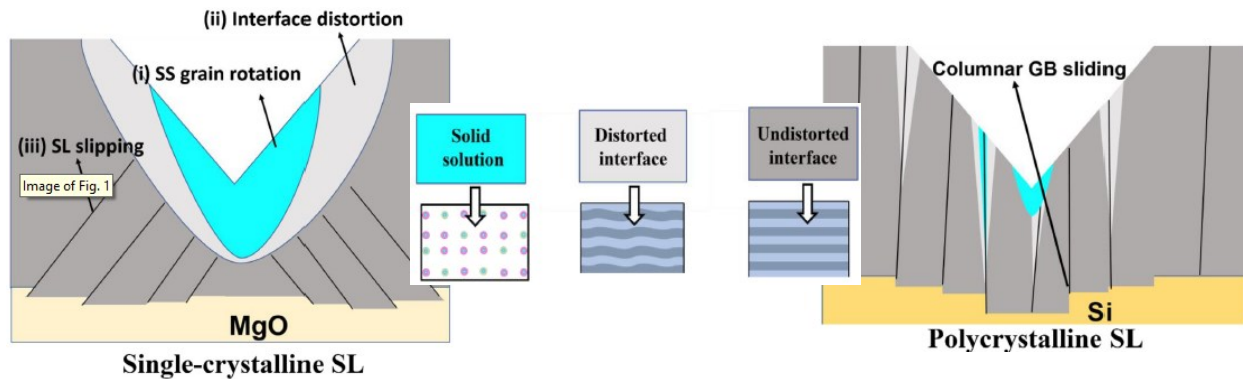 (ii) Interface distortion
(i) SS grain rotation
(iii) SL slipping
Image of Fig. 1
MgO
Single-crystalline SL
Solid
solution
Distorted
interface
Undistorted
interface
Columnar GB sliding
Si
Polycrystalline SL